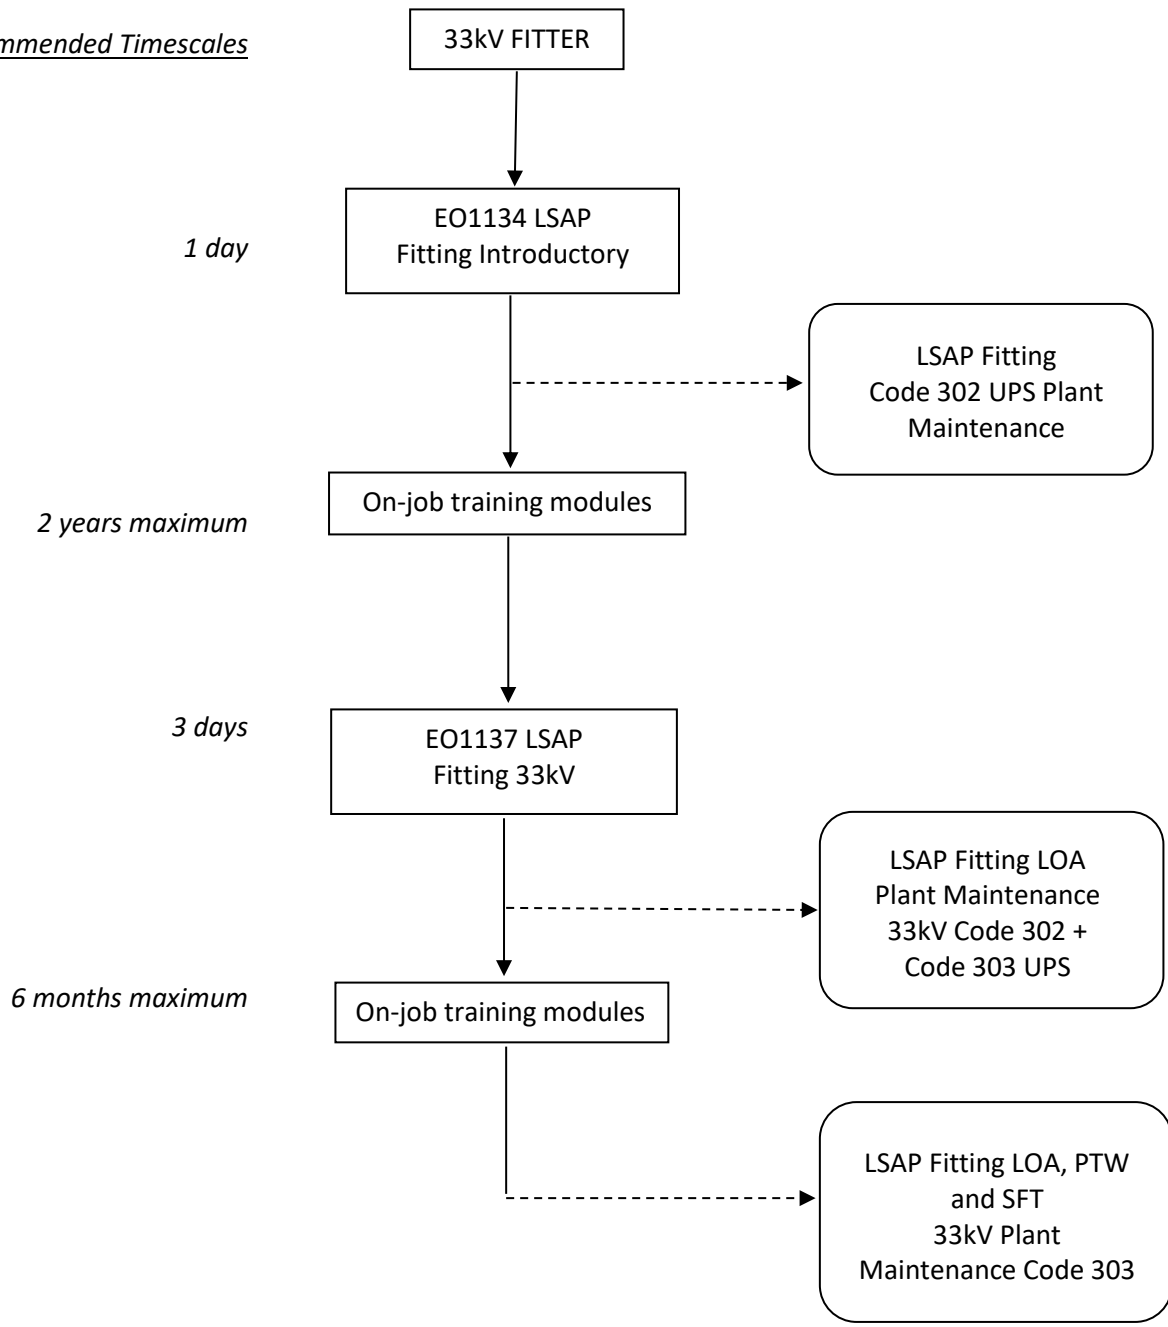 Timescales
33kV FITTER
EO1134 LSAP
Fitting Introductory
1 day
LSAP Fitting
Code 302 UPS Plant
Maintenance
On-job training modules
2 years maximum
3 days
EO1137 LSAP
Fitting 33kV
LSAP Fitting LOA
Plant Maintenance
33kV Code 302 +
Code 303 UPS
6 months maximum
On-job training modules
LSAP Fitting LOA, PTW
and SFT
33kV Plant
Maintenance Code 303